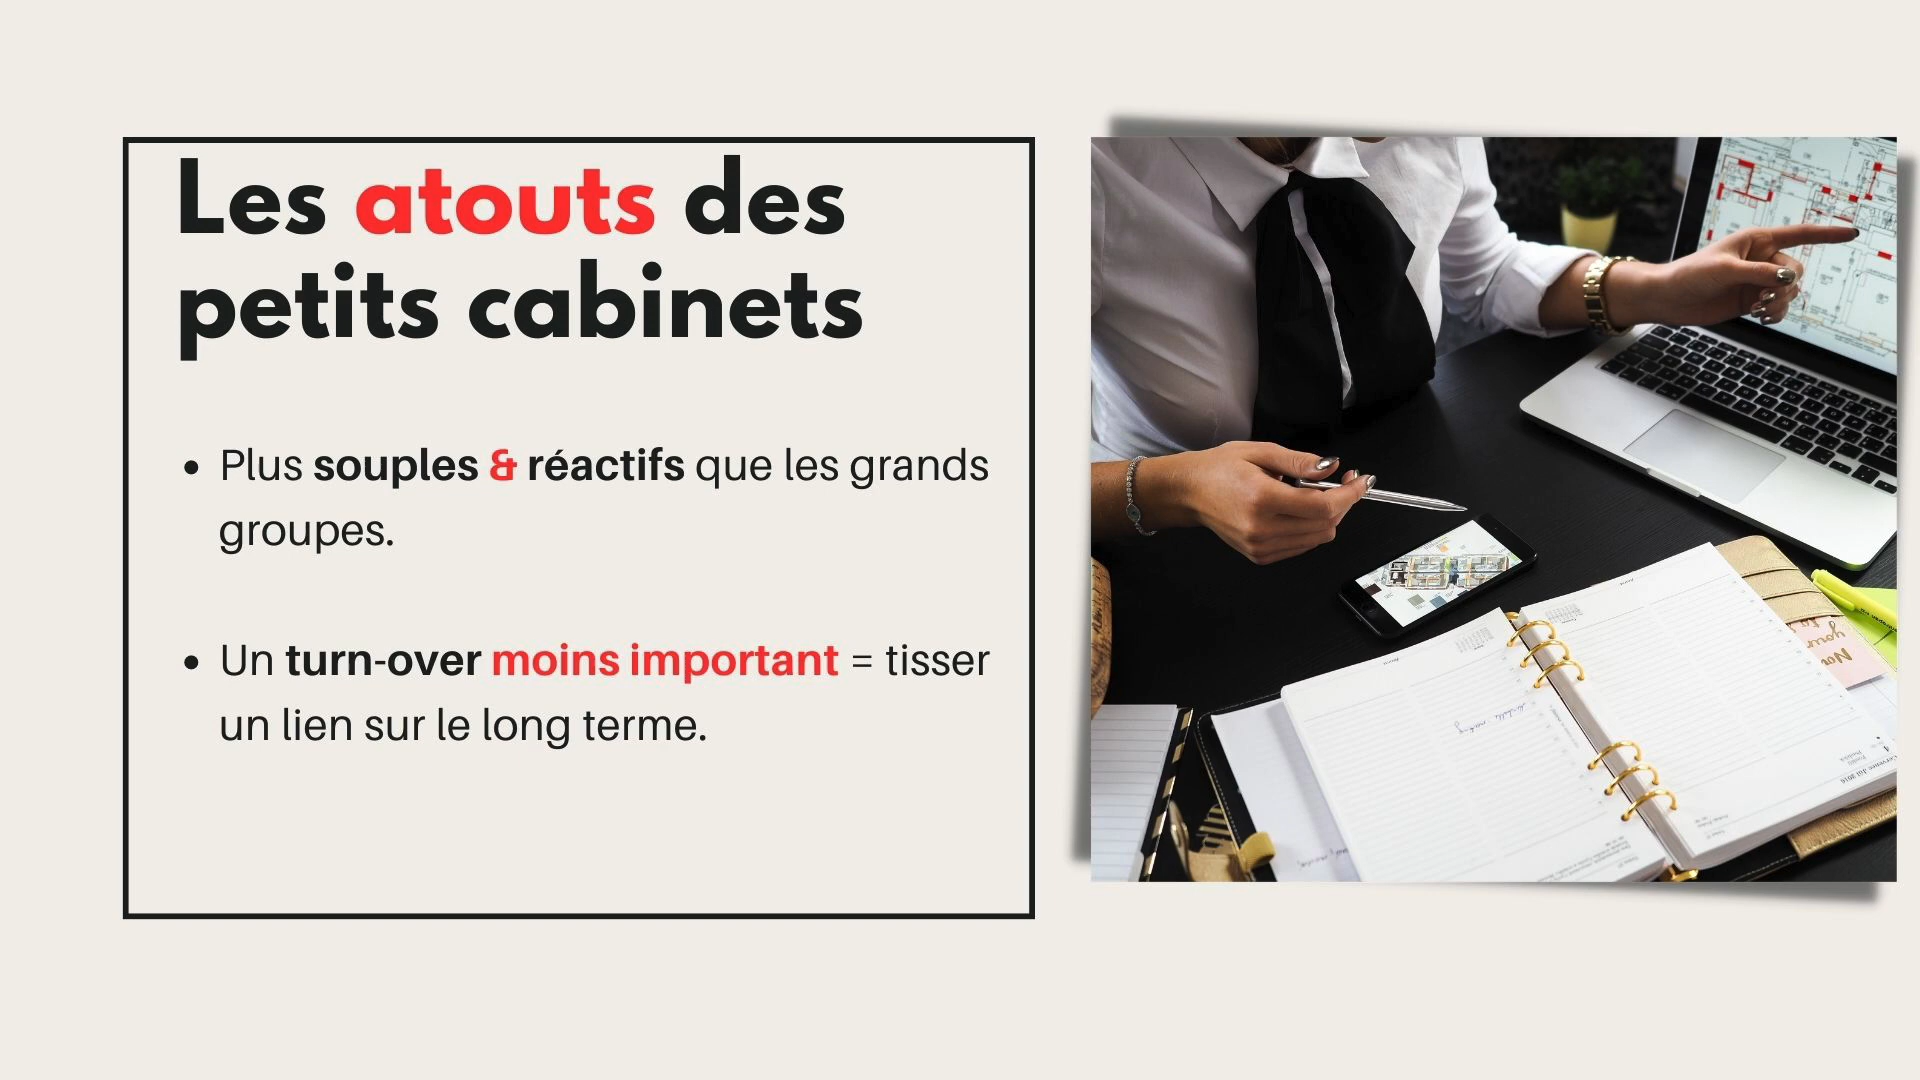 Les atouts des
petits cabinets
• Plus souples & réactifs que les grands
groupes.
• Un turn-over moins important = tisser
un lien sur le long terme.